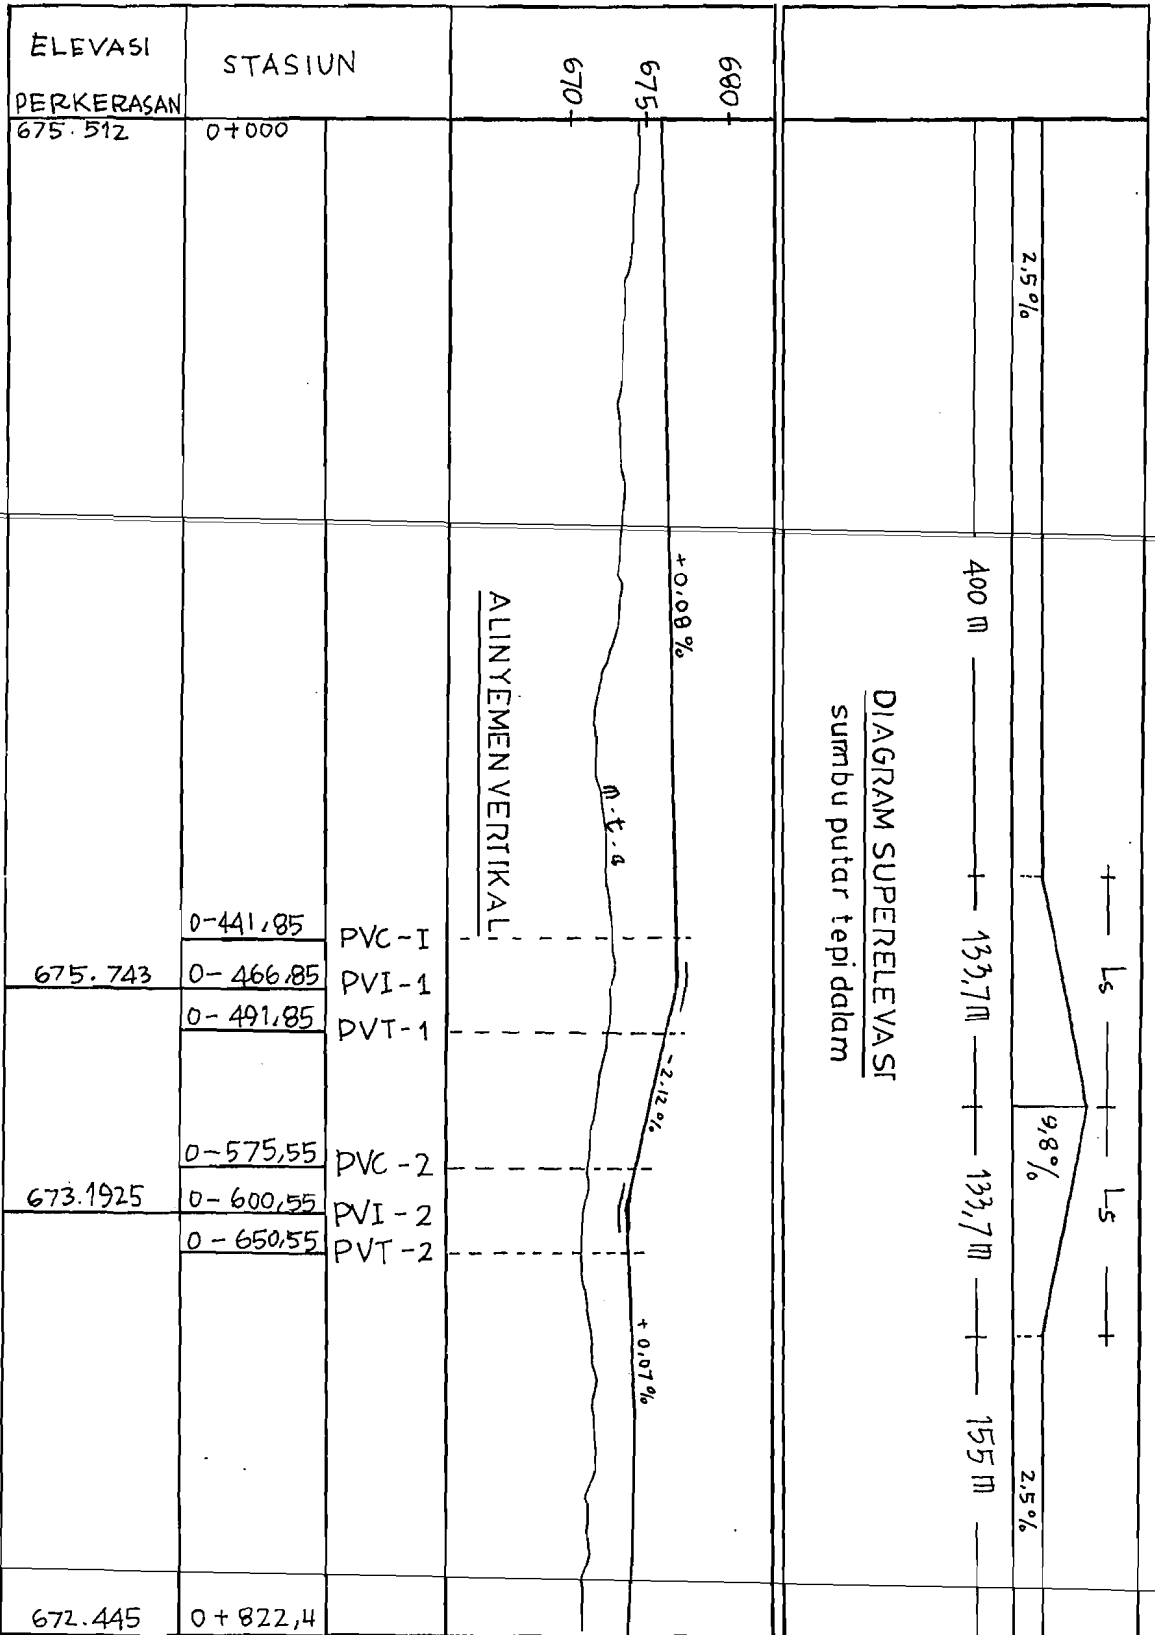 ELEVASI
PERKERASAN
STASIUN
670
675
680
675.512
0+000
2,5%
+0,08%
400 m
ALINYEMEN VERTIKAL
DIAGRAM SUPERELEVASI
sumbu putar tepi dalam
m.t.a
0-441,85
PVC-I
133,7 m
Ls
675.743
0-466,85
PVI-1
0-491,85
PVT-1
-2,12%
9,8%
0-575,55
PVC-2
133,7 m
Ls
673.1925
0-600,55
PVI-2
0-650,55
PVT-2
+0,07%
155 m
2,5%
672.445
0+822,4